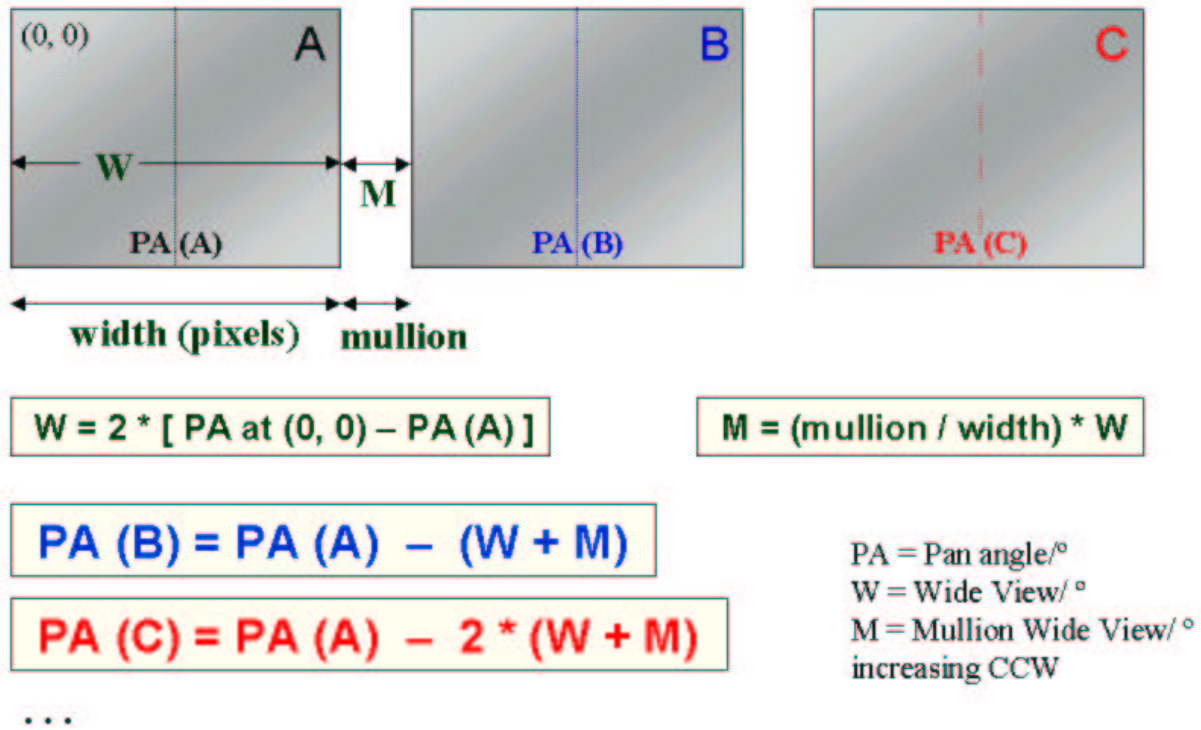 (0, 0) A B C
W
M
PA (A) PA (B) PA (C)
width (pixels) mullion
W = 2 * [ PA at (0, 0) – PA (A) ]
M = (mullion / width) * W
PA (B) = PA (A) – (W + M)
PA (C) = PA (A) – 2 * (W + M)
PA = Pan angle/°
W = Wide View/ °
M = Mullion Wide View/ °
increasing CCW
. . .